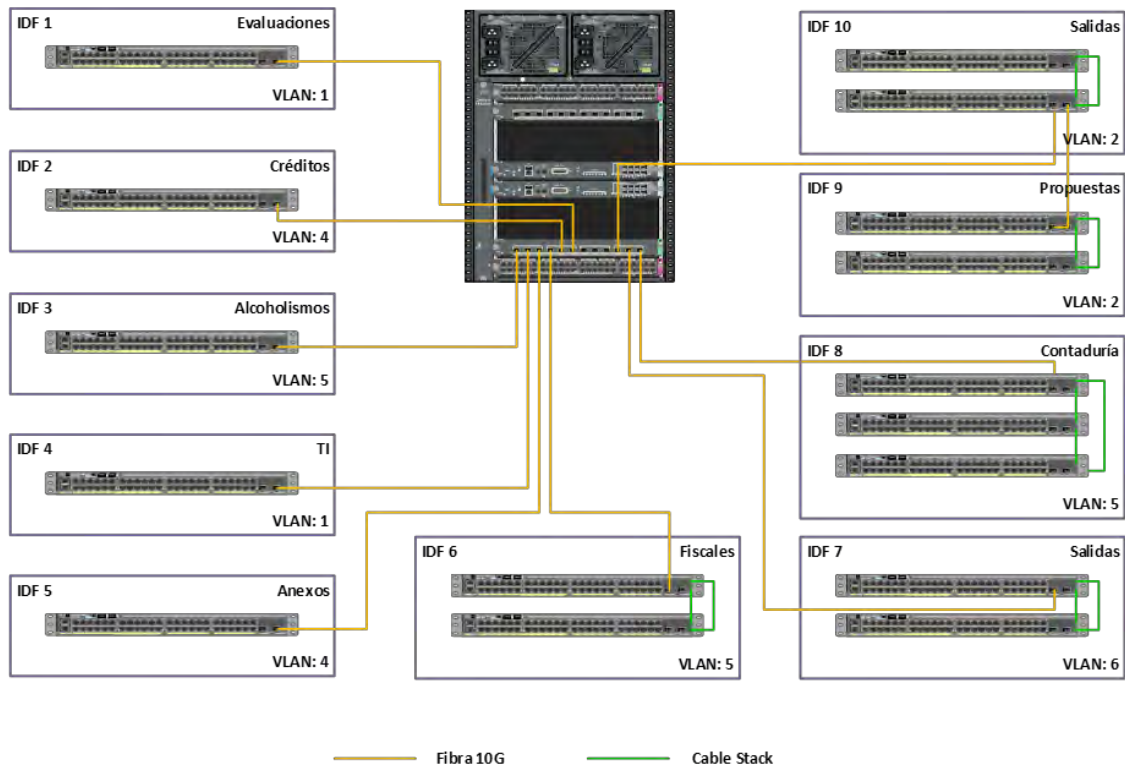 IDF 1
Evaluaciones
VLAN: 1
IDF 2
Créditos
VLAN: 4
IDF 3
Alcoholismos
VLAN: 5
IDF 4
TI
VLAN: 1
IDF 5
Anexos
VLAN: 4
IDF 6
Fiscales
VLAN: 5
IDF 10
Salidas
VLAN: 2
IDF 9
Propuestas
VLAN: 2
IDF 8
Contaduría
VLAN: 5
IDF 7
Salidas
VLAN: 6
Fibra 10G
Cable Stack